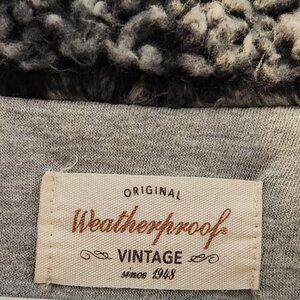 ORIGINAL
Weatherproof®
VINTAGE
since 1948